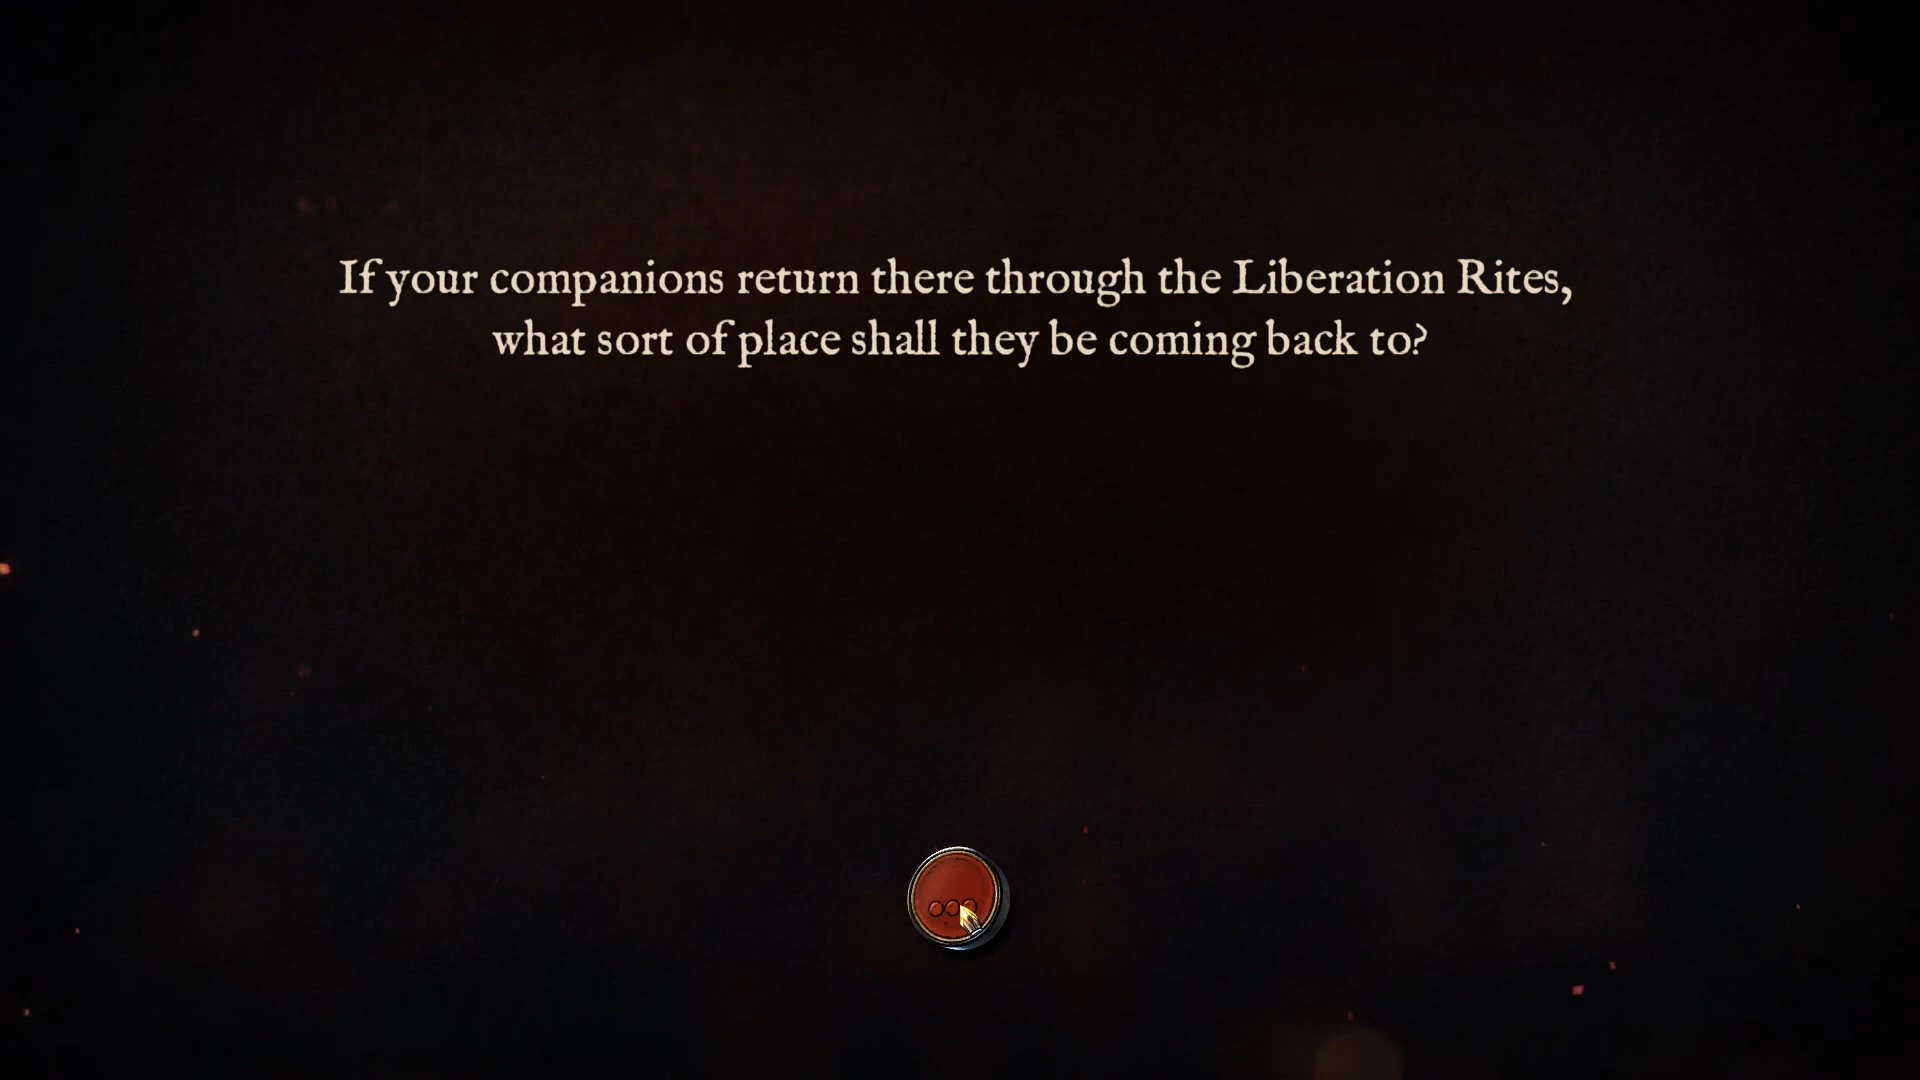 If your companions return there through the Liberation Rites,
what sort of place shall they be coming back to?